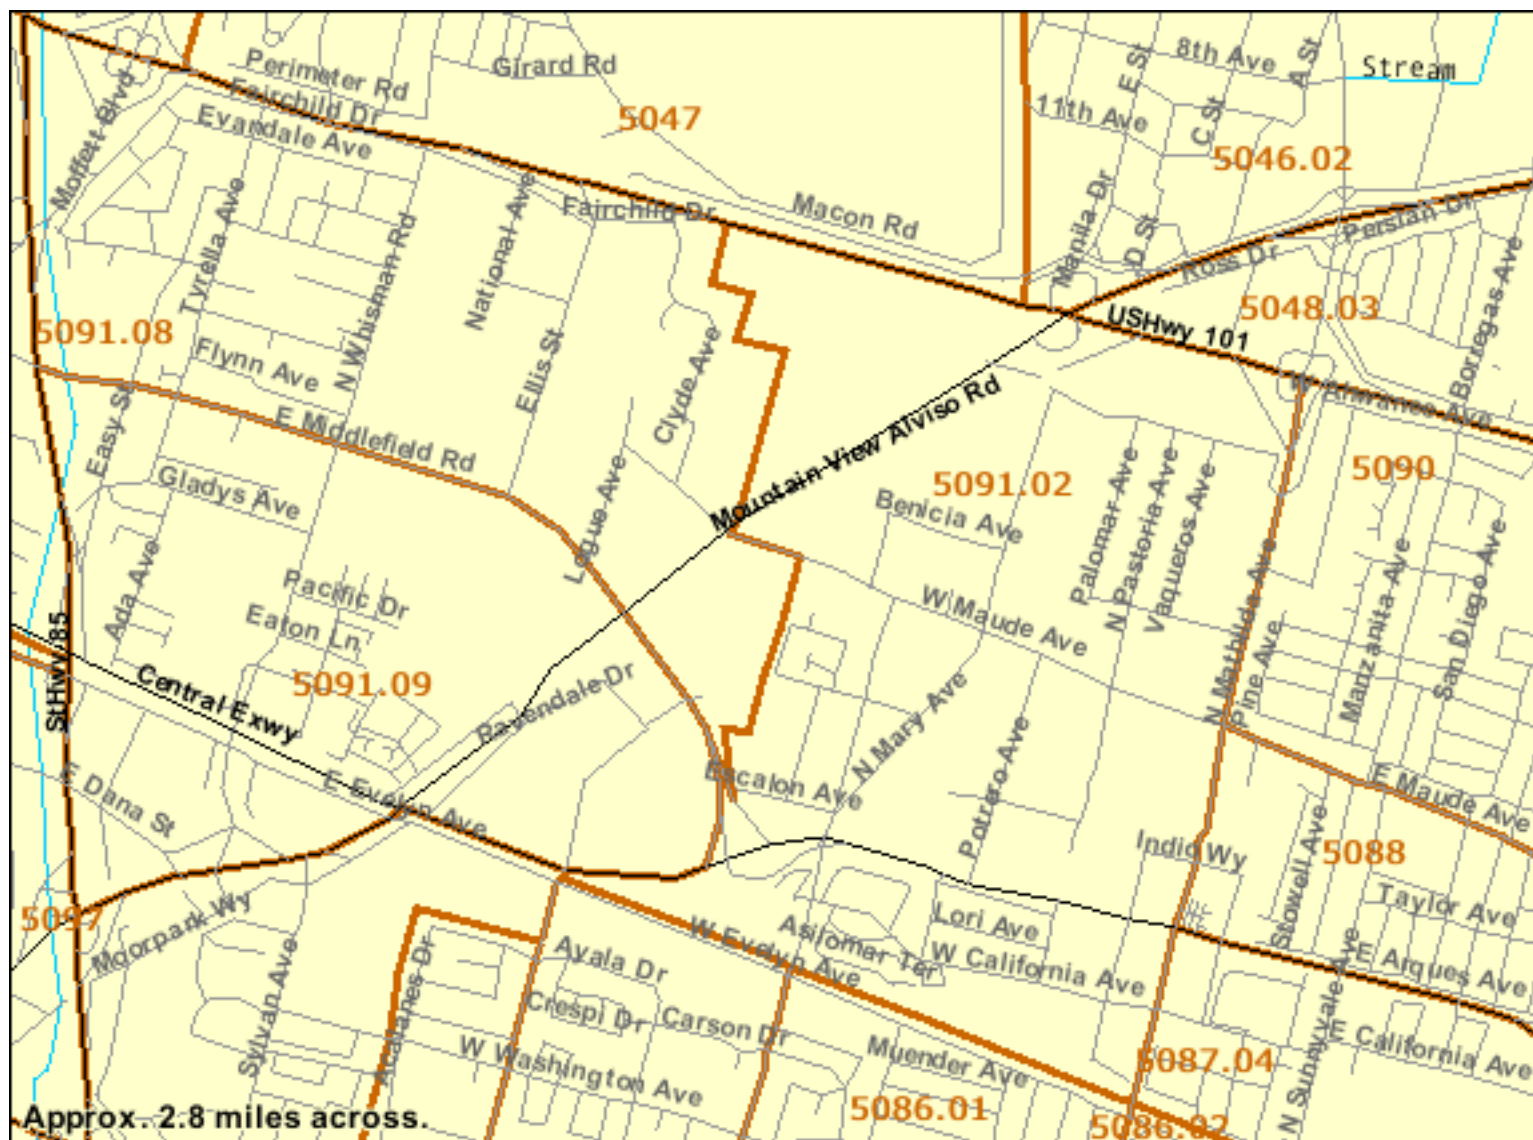 Perimeter Rd
Girard Rd
8th Ave
A St
Stream
E St
Fairchild Dr
5047
11th Ave
C St
Moffett Blvd
Evandale Ave
5046.02
Tyrella Ave
N Whisman Rd
National Ave
Fairchild Dr
Macon Rd
Manila Dr
D St
Persian Dr
Ross Dr
5091.08
5048.03
USHwy 101
Borregas Ave
Flynn Ave
Ellis St
Clyde Ave
W Ahwanee Ave
Easy St
E Middlefield Rd
Mountain View Alviso Rd
Gladys Ave
Logue Ave
5091.02
5090
Benicia Ave
Palomar Ave
N Pastoria Ave
Vaqueros Ave
Ada Ave
Pacific Dr
Eaton Ln
W Maude Ave
N Mathilda Ave
Pine Ave
Manzanita Ave
San Diego Ave
StHwy 85
Central Exwy
5091.09
Ravendale Dr
N Mary Ave
Potrero Ave
E Dana St
E Evelyn Ave
Escalon Ave
E Maude Ave
Indio Wy
Stowell Ave
5088
5097
Moorpark Wy
Lori Ave
Taylor Ave
Sylvan Ave
Acalanes Dr
Ayala Dr
W Evelyn Ave
Asilomar Ter
W California Ave
E Arques Ave
Crespi Dr
Carson Dr
W Washington Ave
Muender Ave
5087.04
N Sunnyvale Ave
E California Ave
5086.01
5086.02
Approx. 2.8 miles across.